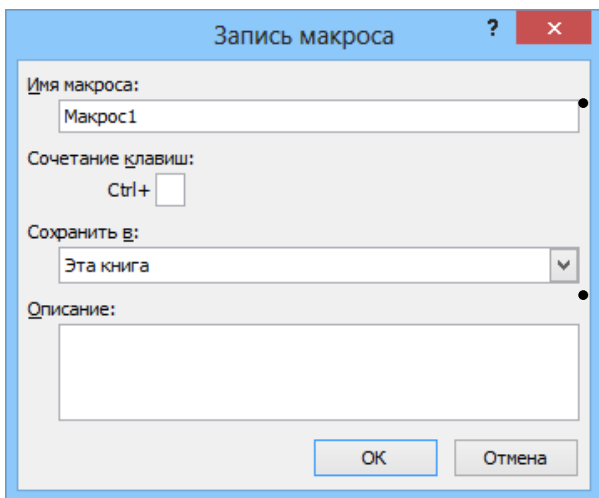 Запись макроса
?
Имя макроса:
Макрос1
Сочетание клавиш:
Ctrl+
Сохранить в:
Эта книга
Описание:
ОК Отмена